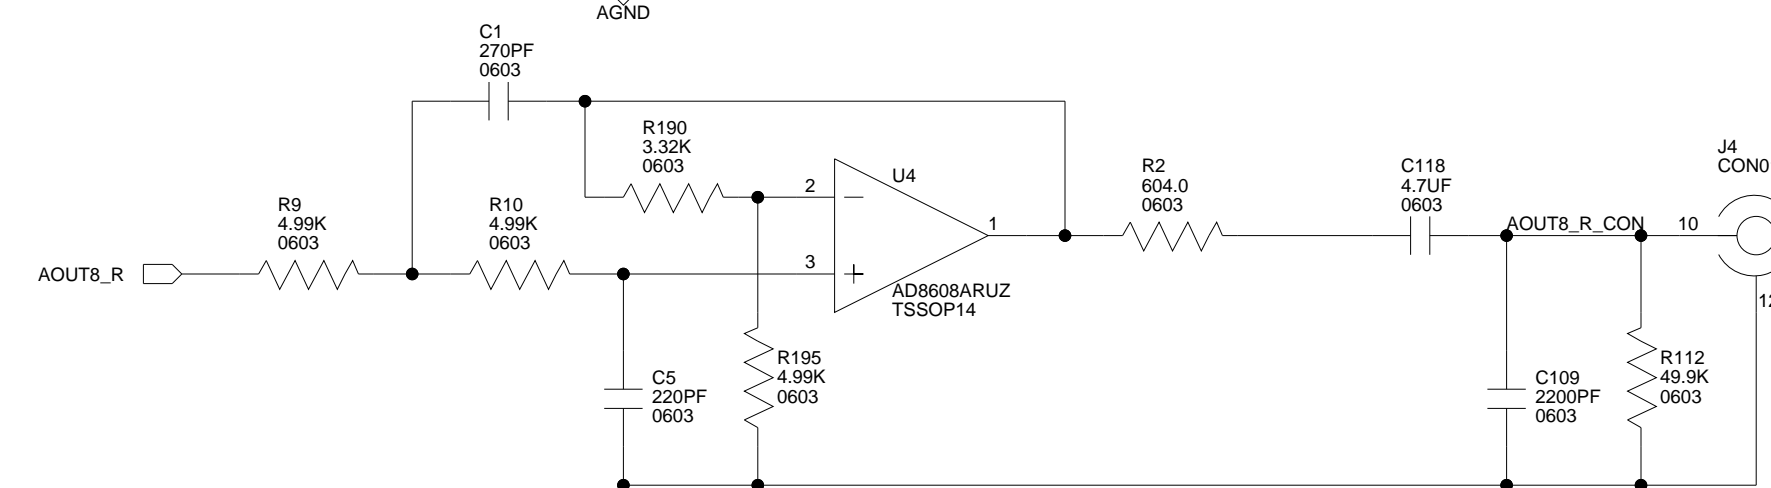 AGND
C1
270PF
0603
R190
3.32K
0603
R9
4.99K
0603
R10
4.99K
0603
AOUT8_R
2
3
1
U4
AD8608ARUZ
TSSOP14
R2
604.0
0603
C118
4.7UF
0603
AOUT8_R_CON
10
J4
CON0
12
C5
220PF
0603
R195
4.99K
0603
C109
2200PF
0603
R112
49.9K
0603